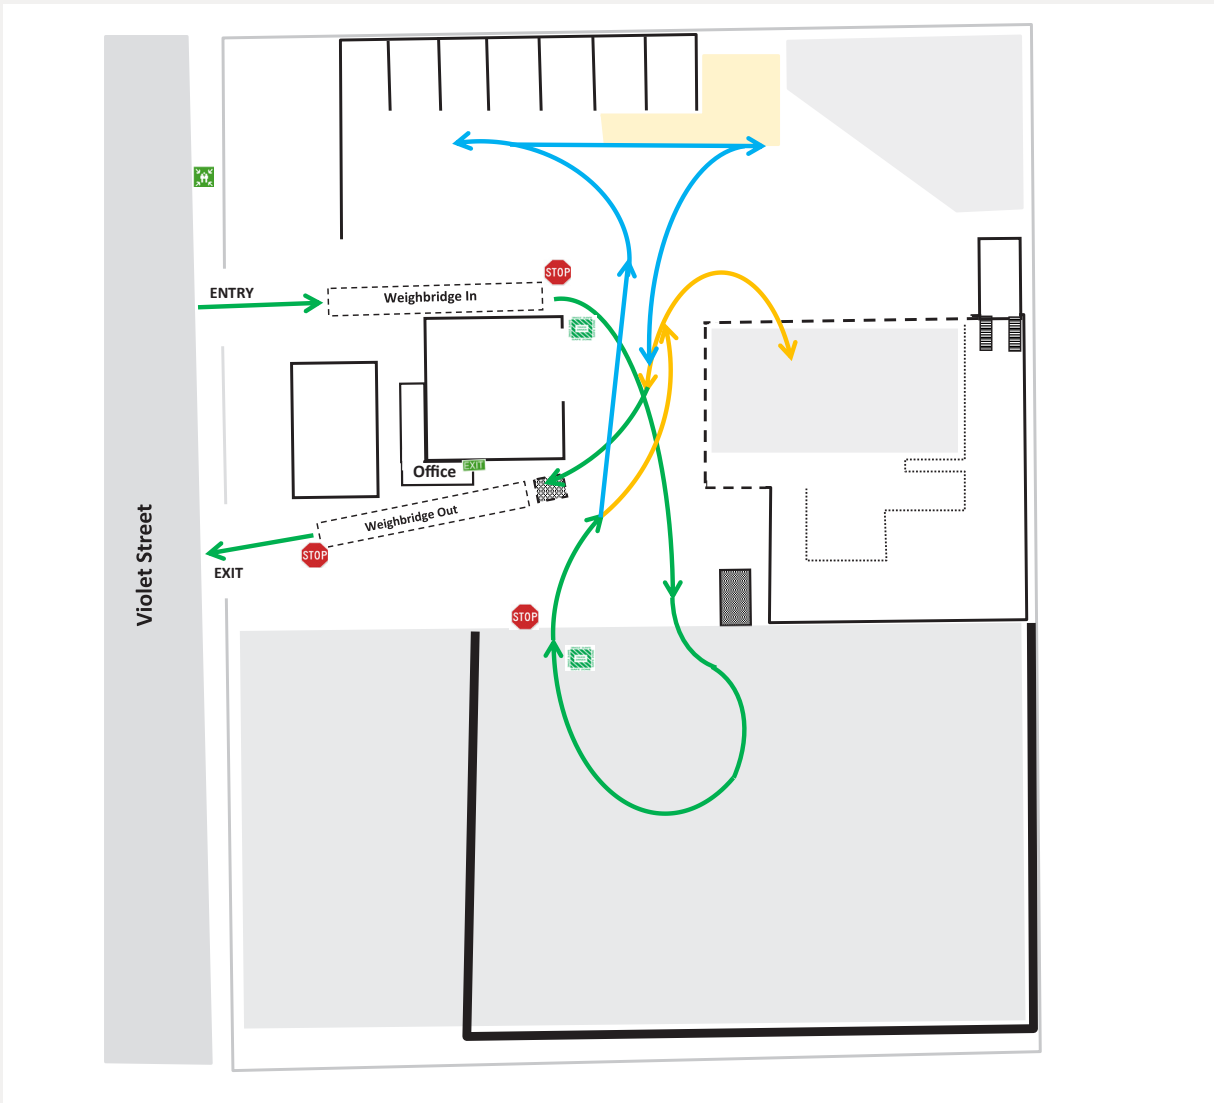 STOP
ENTRY
Weighbridge In
Office
EXIT
Weighbridge Out
STOP
EXIT
Violet Street
STOP